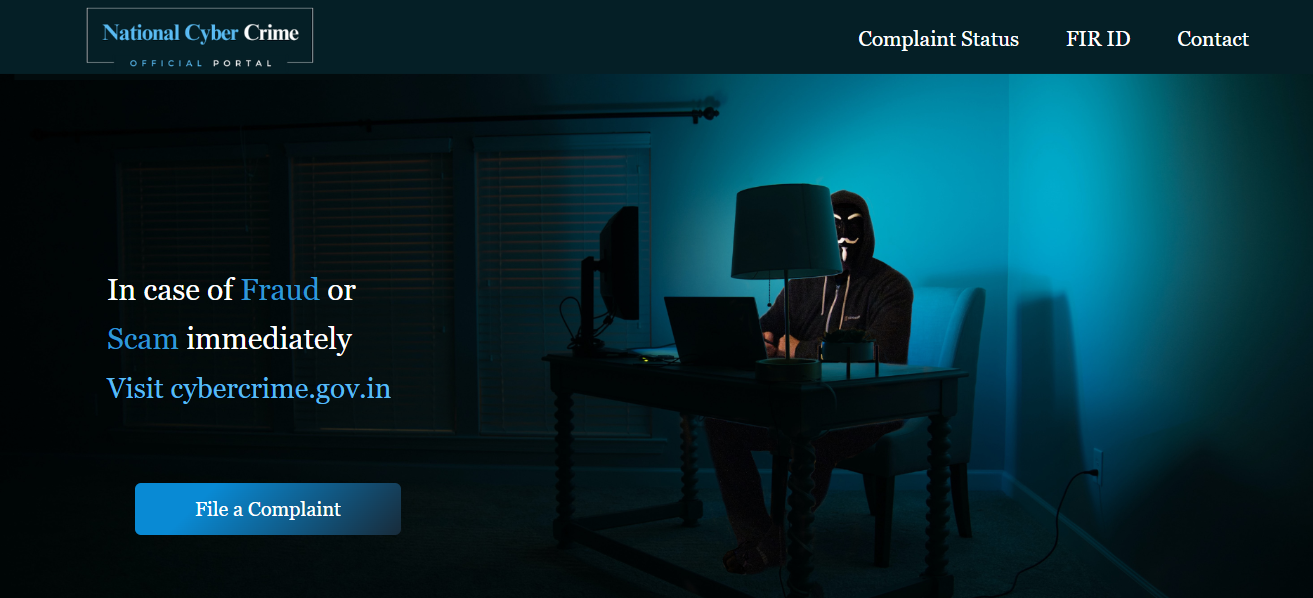 National Cyber Crime
OFFICIAL PORTAL
Complaint Status
FIR ID
Contact
In case of Fraud or
Scam immediately
Visit cybercrime.gov.in
File a Complaint